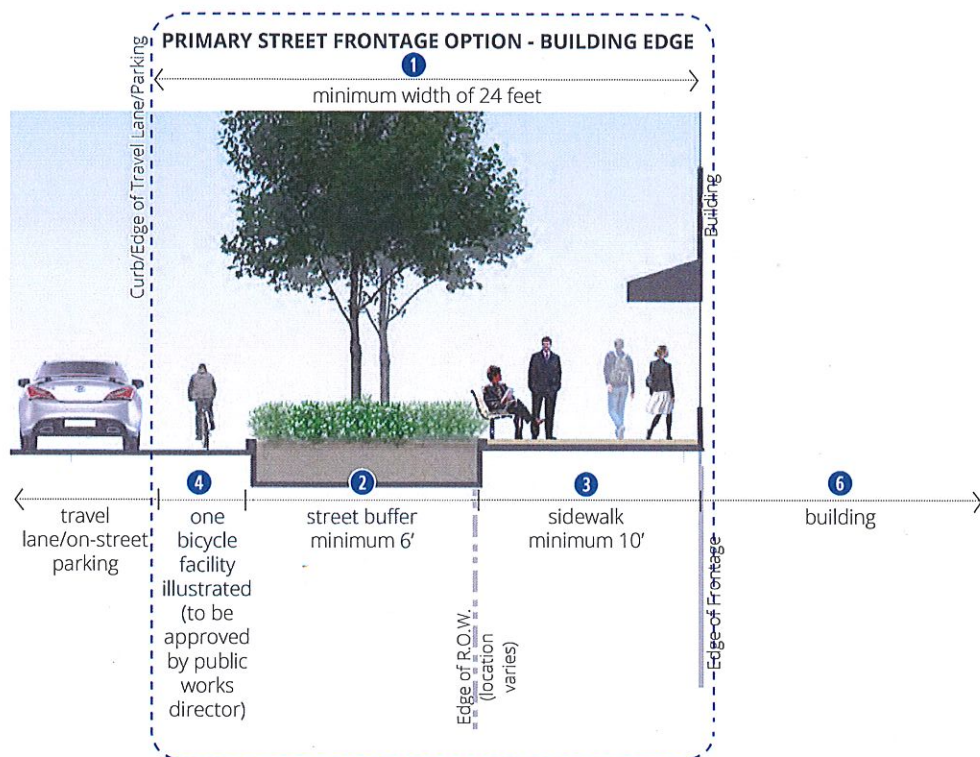 PRIMARY STREET FRONTAGE OPTION - BUILDING EDGE
1
minimum width of 24 feet
Curb/Edge of Travel Lane/Parking
Building
4
2
3
6
travel
lane/on-street
parking
one
bicycle
facility
illustrated
(to be
approved
by public
works
director)
street buffer
minimum 6'
sidewalk
minimum 10'
building
Edge of R.O.W.
(location
varies)
Edge of Frontage